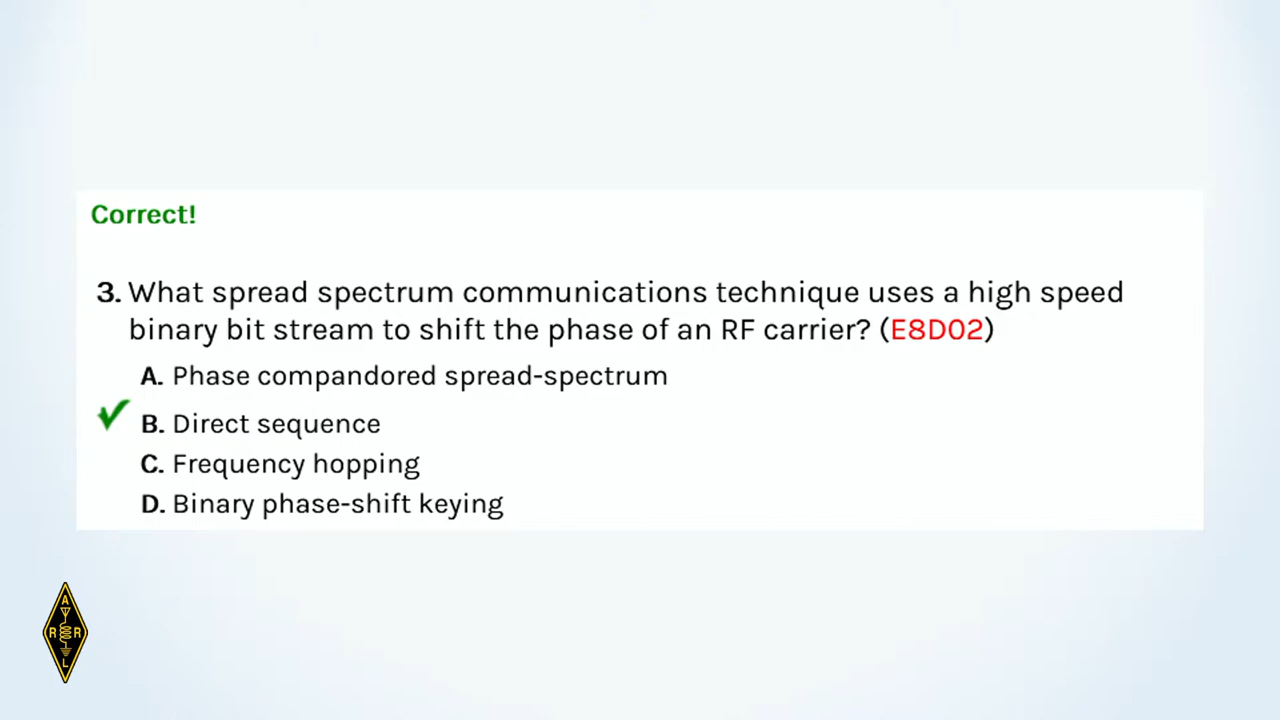 Correct!
3. What spread spectrum communications technique uses a high speed
binary bit stream to shift the phase of an RF carrier? (E8D02)
A. Phase compandored spread-spectrum
B. Direct sequence
C. Frequency hopping
D. Binary phase-shift keying
A
R R
L